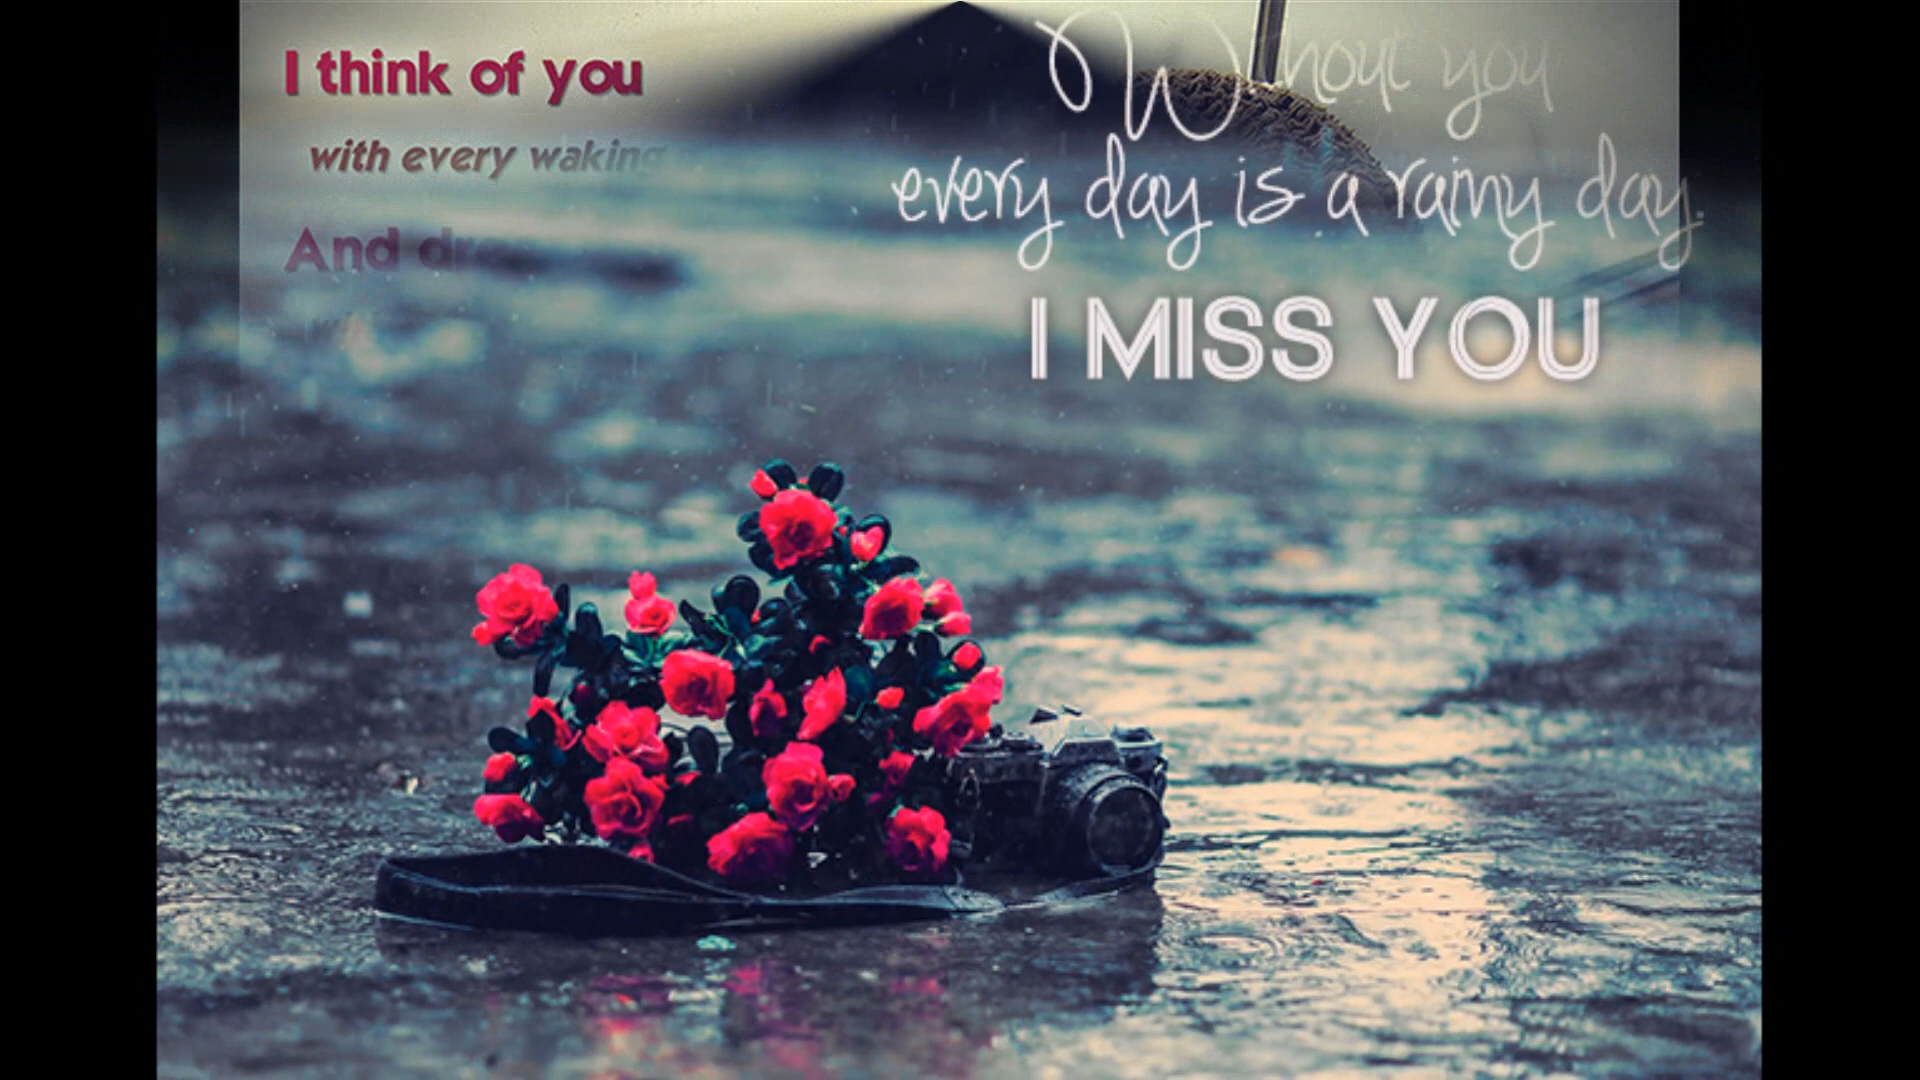 I think of you
with every waking
And
Without you
every day is a rainy day.
I MISS YOU